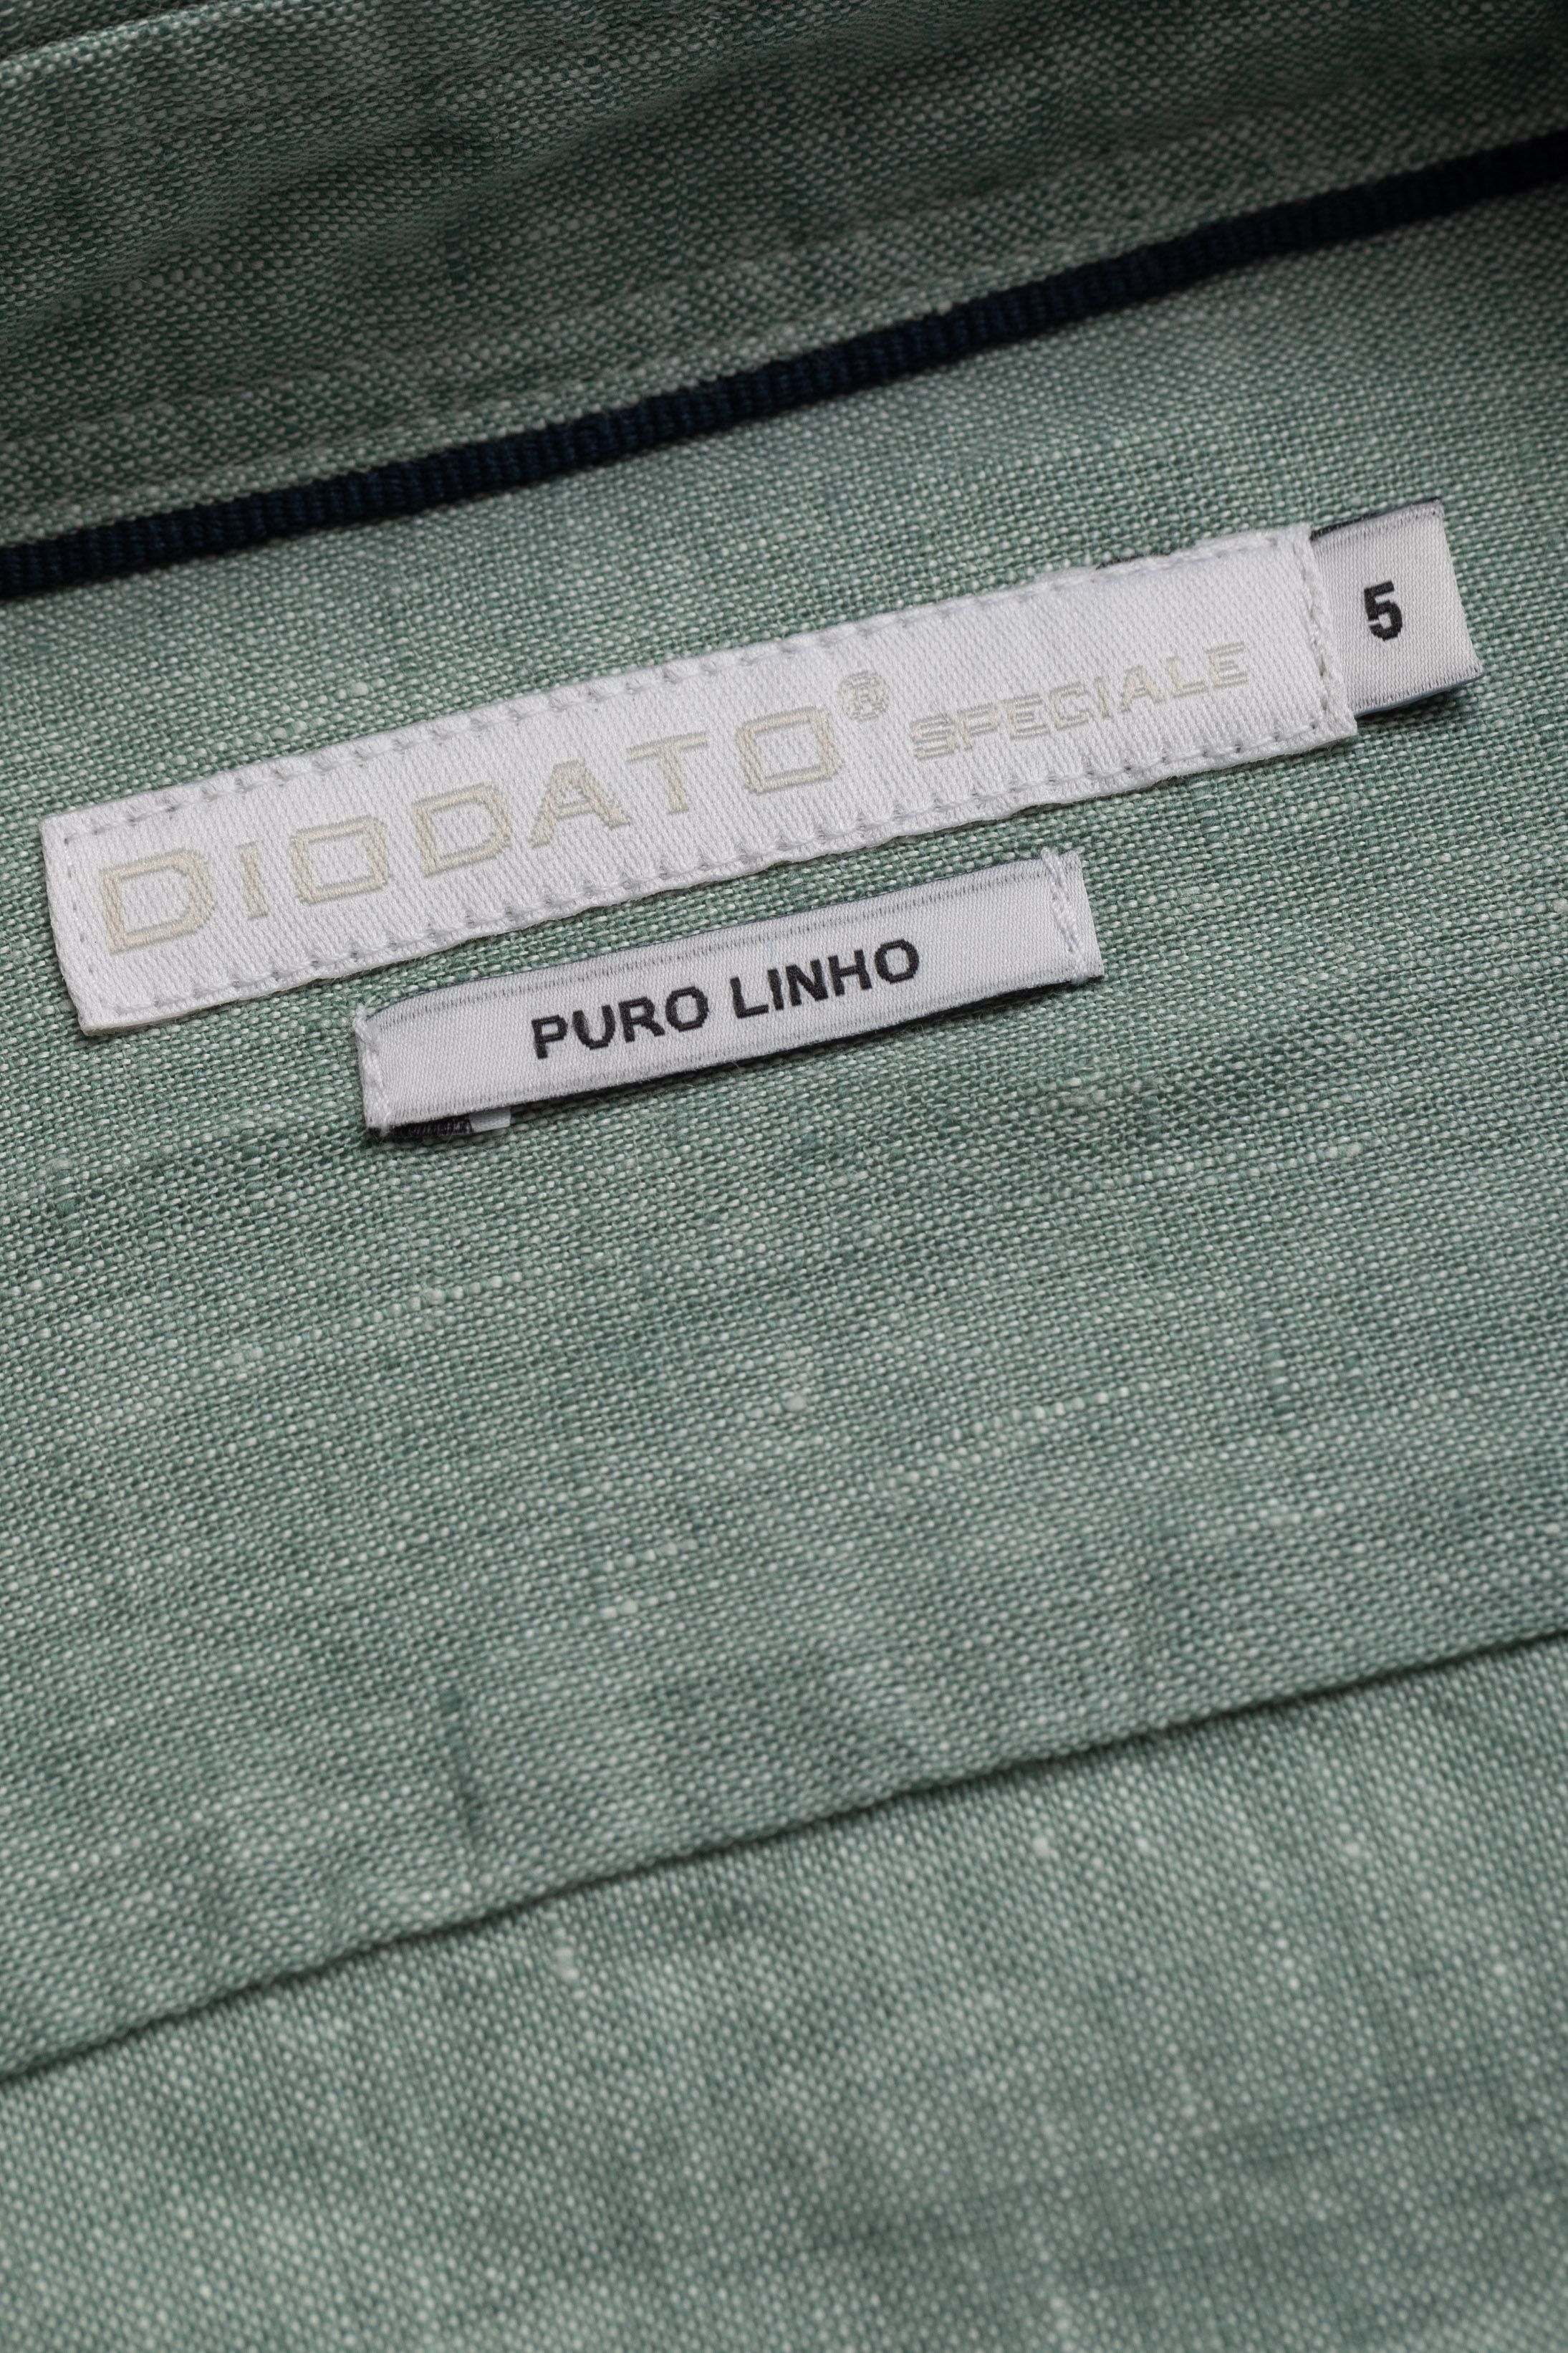 DIODATO® SPECIALE
5
PURO LINHO